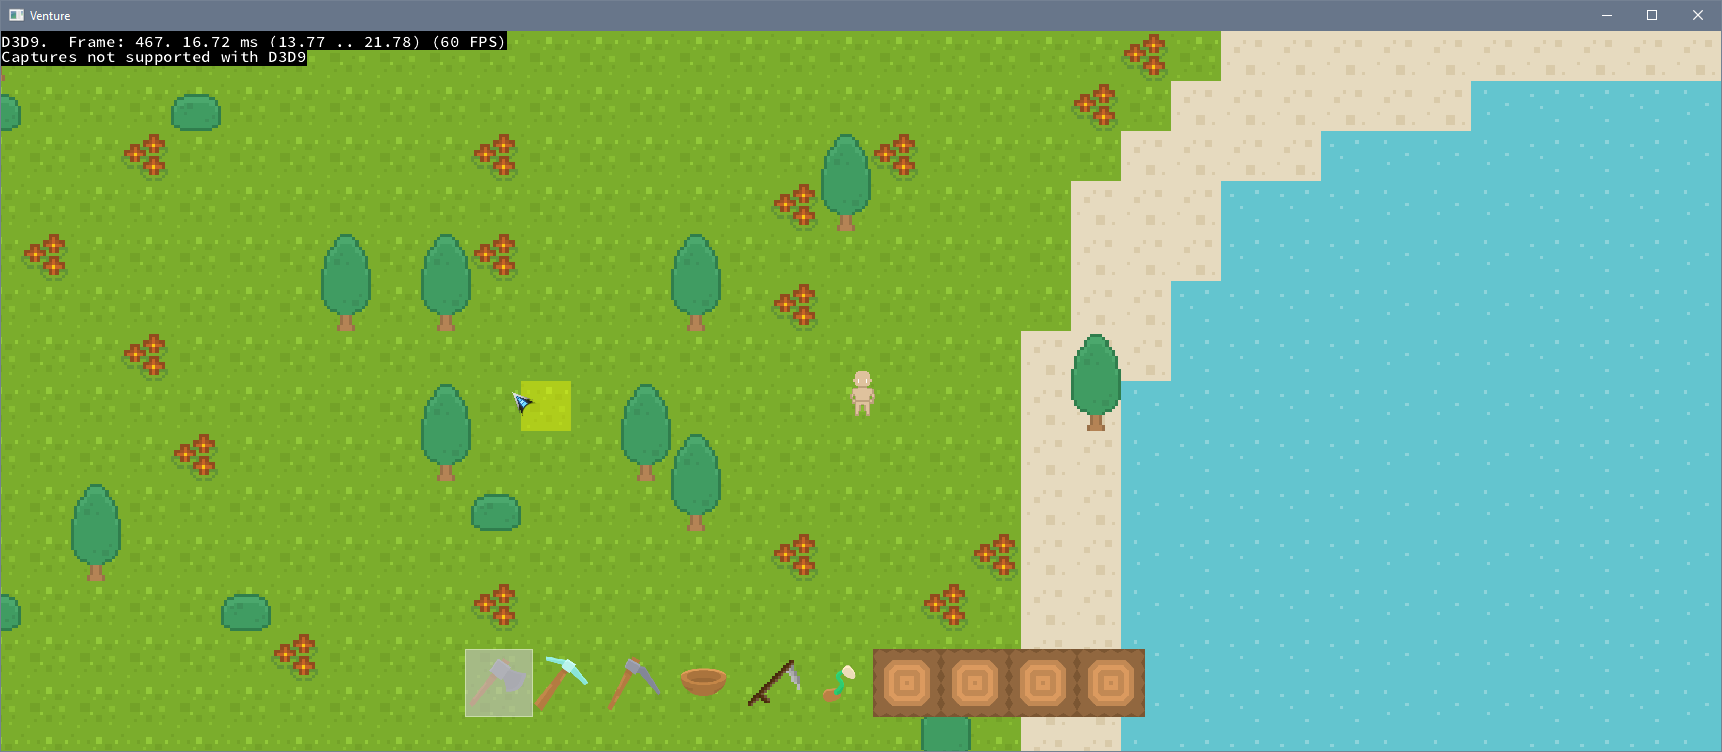 Venture
D3D9.  Frame: 467. 16.72 ms (13.77 .. 21.78) (60 FPS)
Captures not supported with D3D9